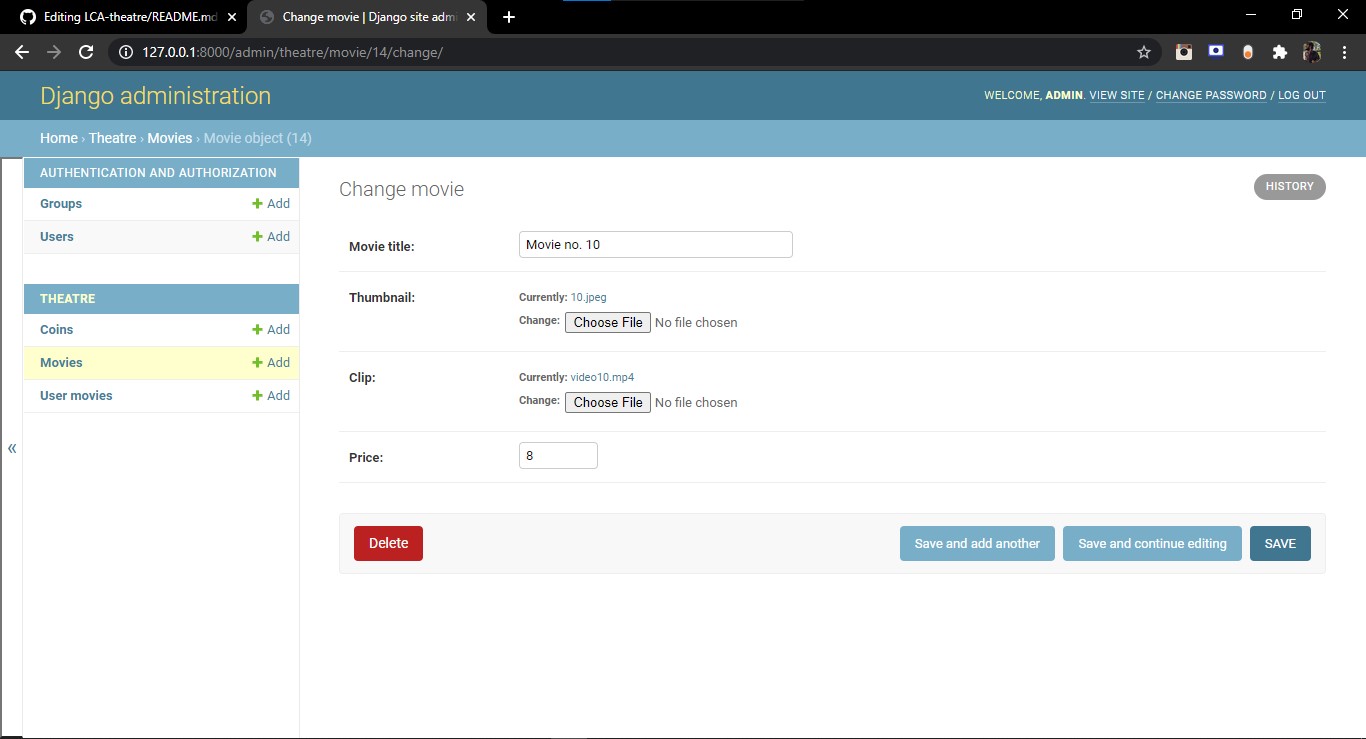 Editing LCA-theatre/README.md
Change movie | Django site admi
127.0.0.1:8000/admin/theatre/movie/14/change/
Django administration
WELCOME, ADMIN. VIEW SITE / CHANGE PASSWORD / LOG OUT
Home › Theatre › Movies › Movie object (14)
AUTHENTICATION AND AUTHORIZATION
Groups + Add
Users + Add
THEATRE
Coins + Add
Movies + Add
User movies + Add
«
Change movie
HISTORY
Movie title: Movie no. 10
Thumbnail: Currently: 10.jpeg
Change: Choose File No file chosen
Clip: Currently: video10.mp4
Change: Choose File No file chosen
Price: 8
Delete
Save and add another
Save and continue editing
SAVE